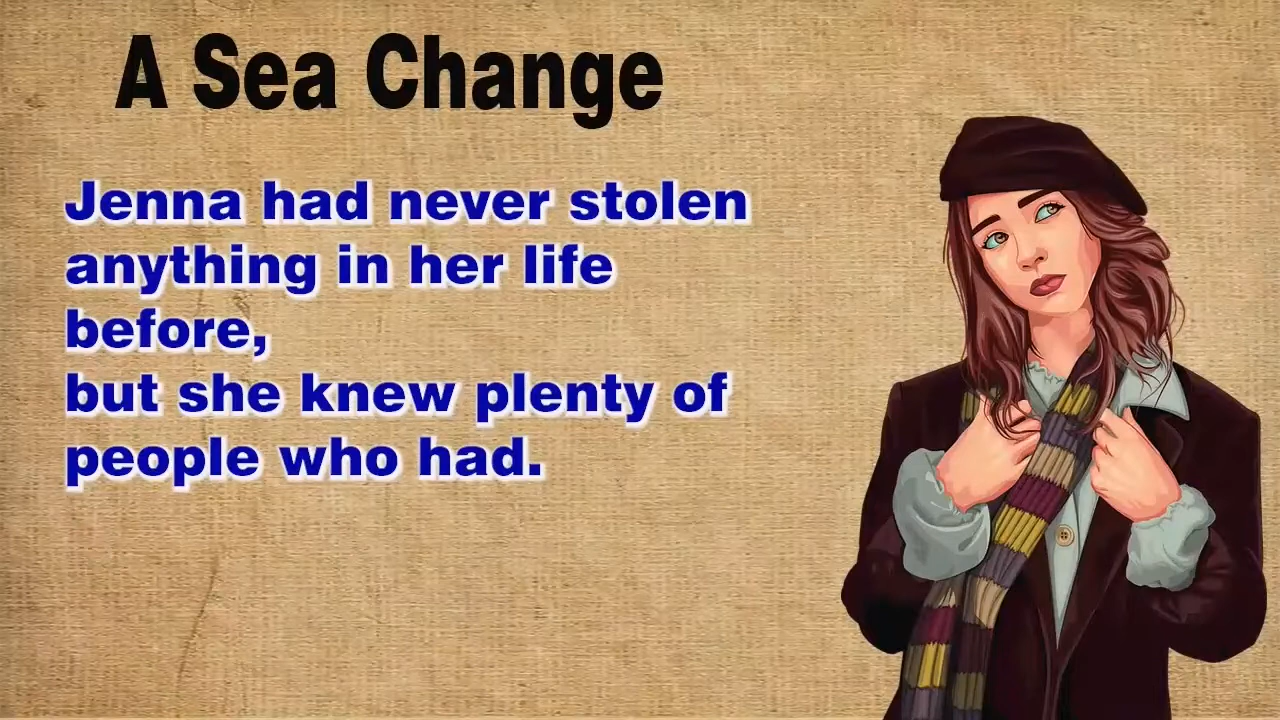 A Sea Change
Jenna had never stolen
anything in her life
before,
but she knew plenty of
people who had.